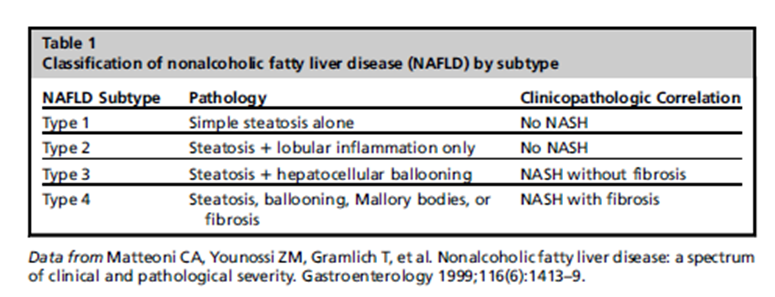 Table 1
Classification of nonalcoholic fatty liver disease (NAFLD) by subtype
NAFLD Subtype Pathology Clinicopathologic Correlation
Type 1 Simple steatosis alone No NASH
Type 2 Steatosis + lobular inflammation only No NASH
Type 3 Steatosis + hepatocellular ballooning NASH without fibrosis
Type 4 Steatosis, ballooning, Mallory bodies, or NASH with fibrosis
fibrosis
Data from Matteoni CA, Younossi ZM, Gramlich T, et al. Nonalcoholic fatty liver disease: a spectrum
of clinical and pathological severity. Gastroenterology 1999;116(6):1413–9.